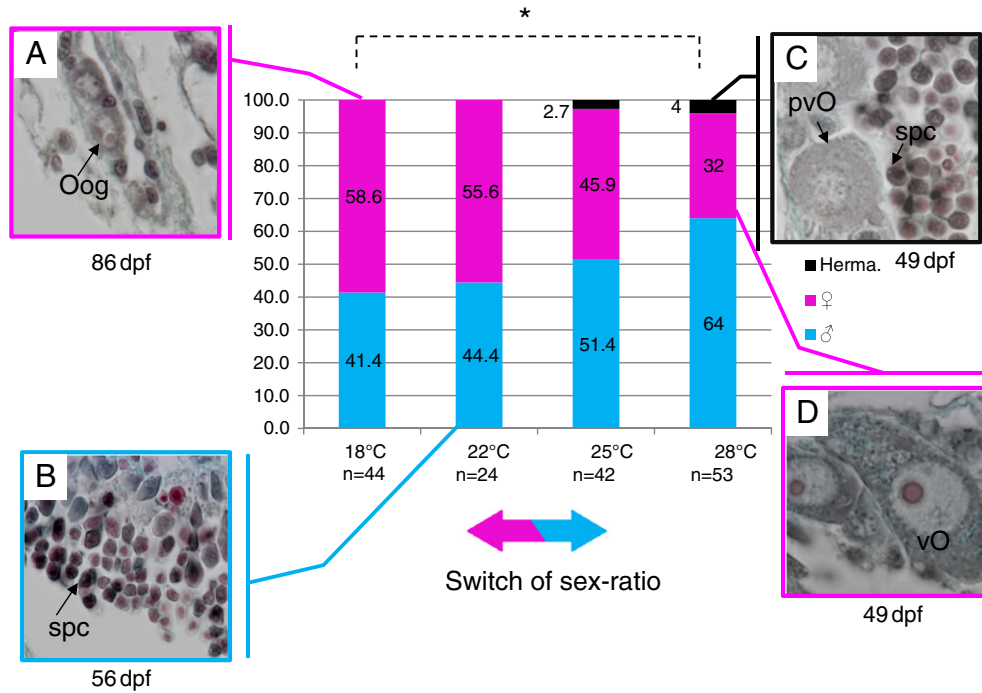 *
A
Oog
86 dpf
C
pvO
spc
49 dpf
100.0
90.0
80.0
70.0
60.0
50.0
40.0
30.0
20.0
10.0
0.0
58.6
41.4
55.6
44.4
2.7
45.9
51.4
4
32
64
Herma.
♀
♂
18°C
n=44
22°C
n=24
25°C
n=42
28°C
n=53
Switch of sex-ratio
B
spc
56 dpf
D
vO
49 dpf